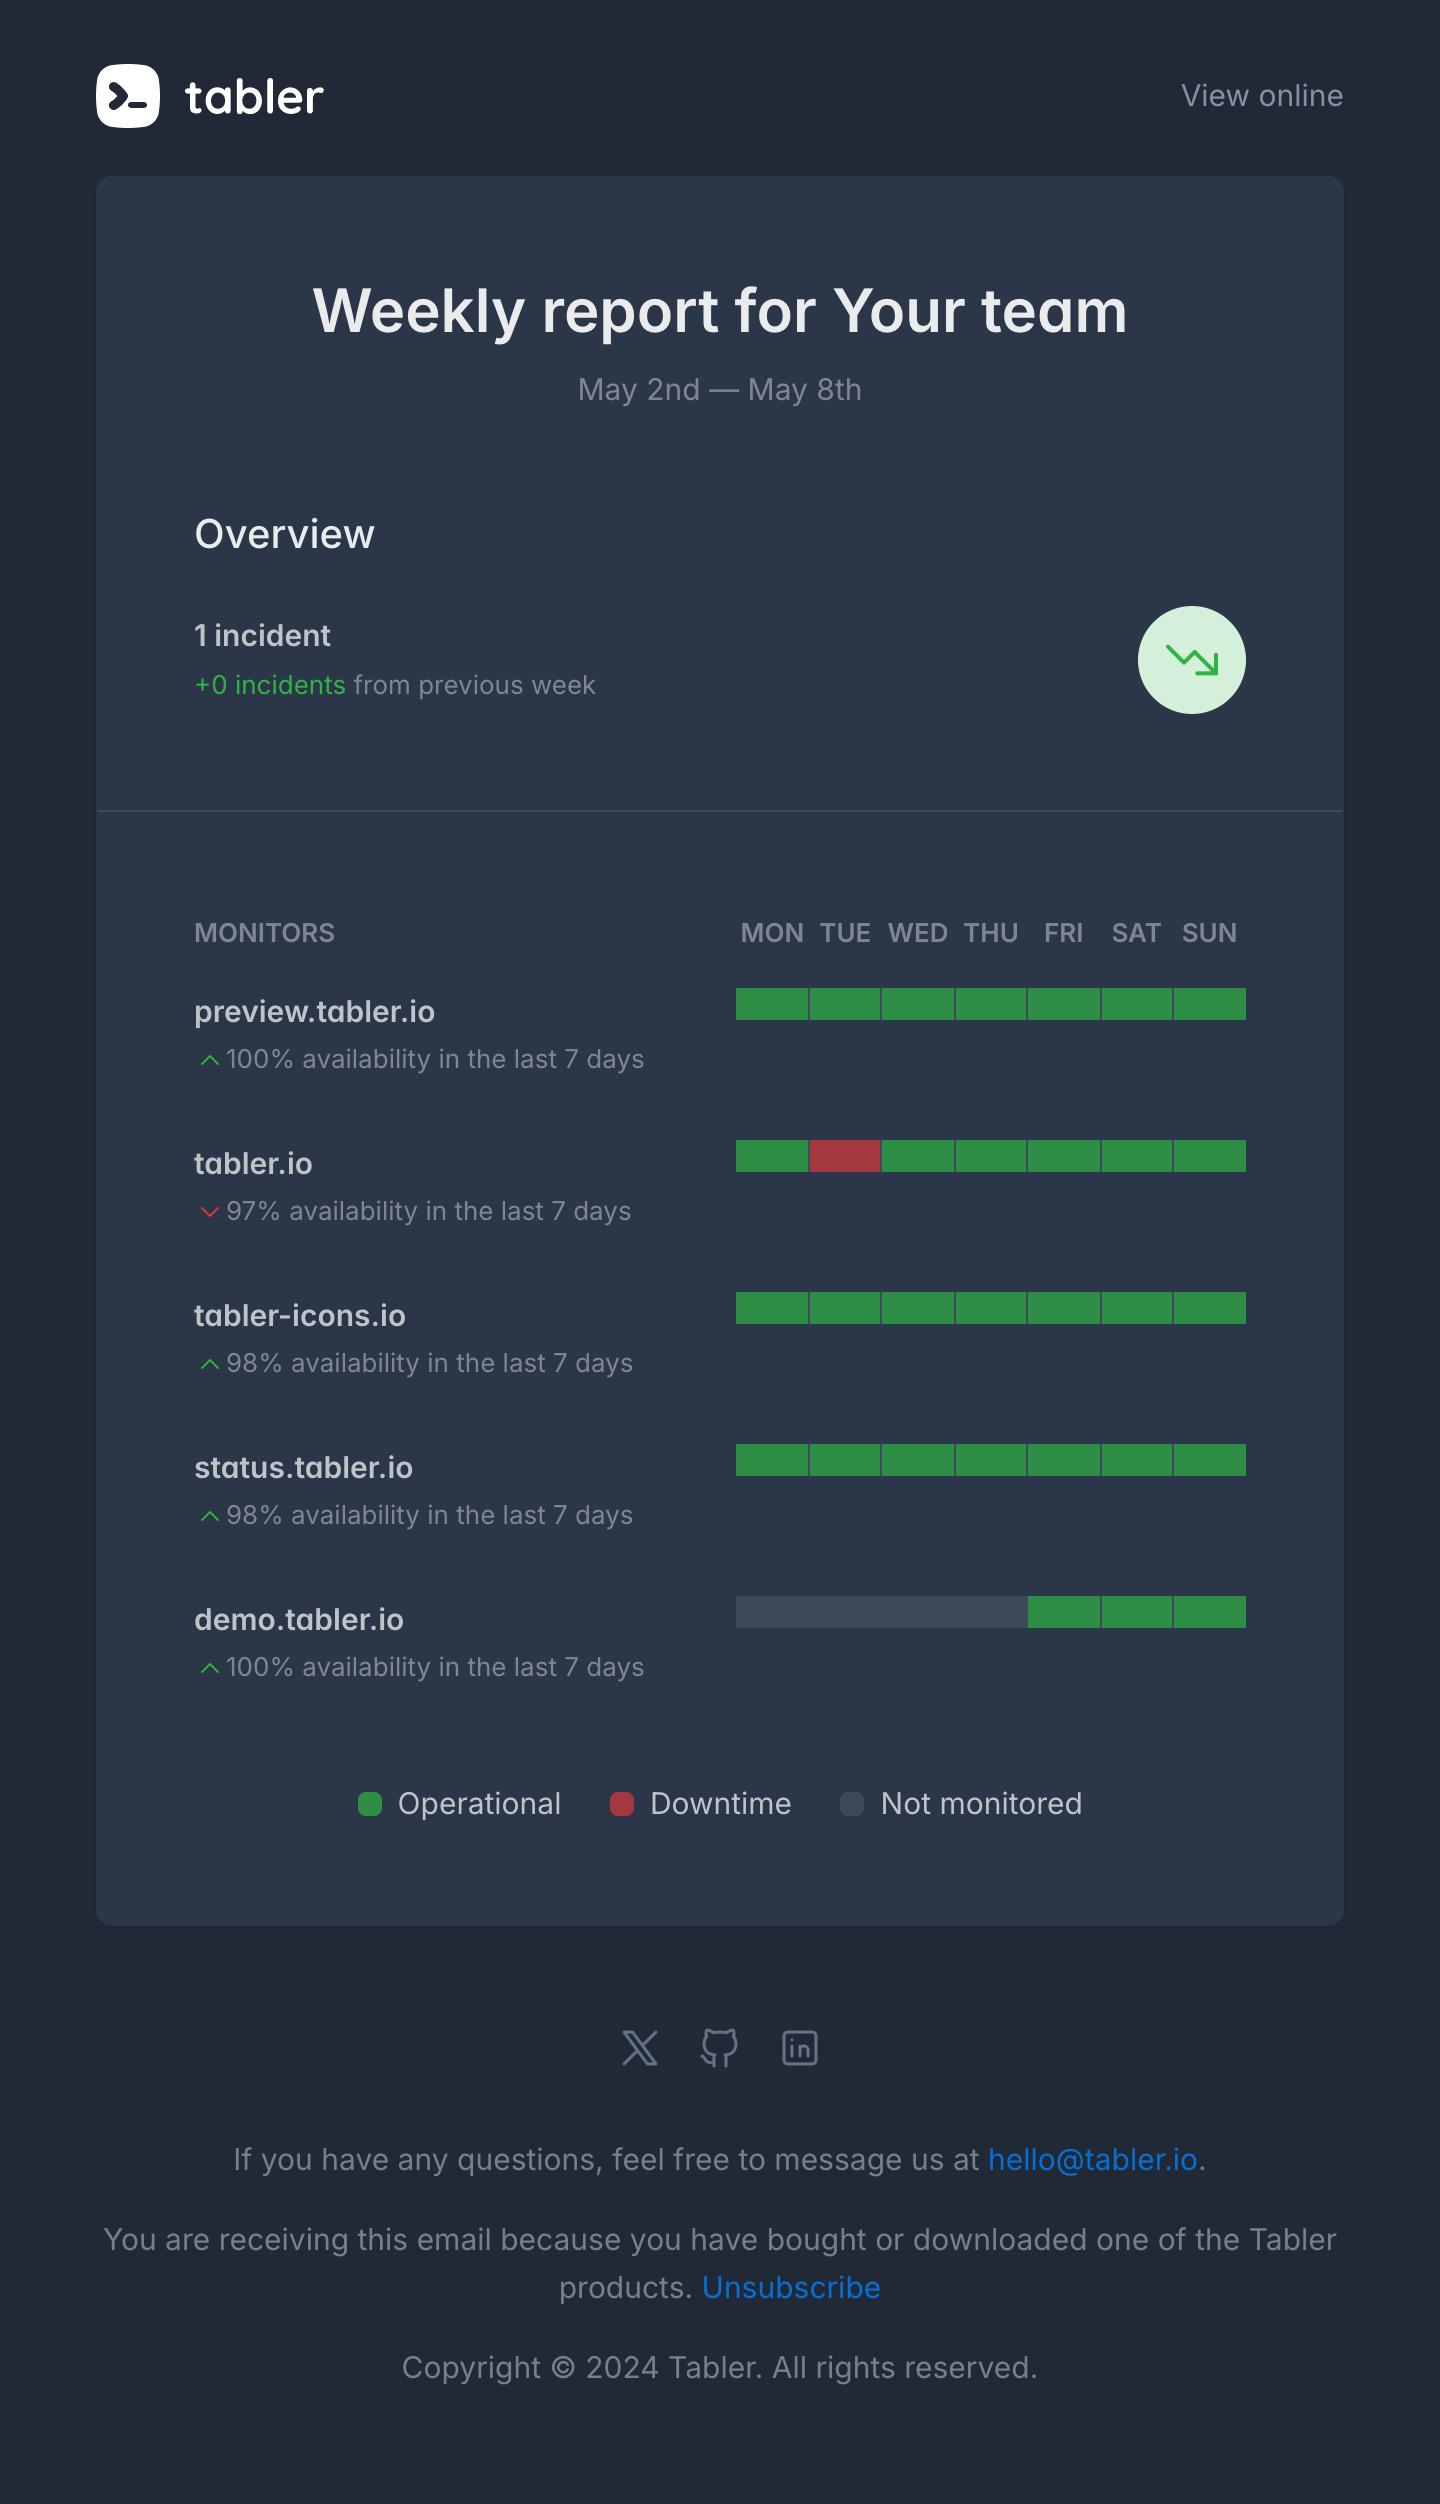 tabler
View online
Weekly report for Your team
May 2nd — May 8th
Overview
1 incident
+0 incidents from previous week
MONITORS MON TUE WED THU FRI SAT SUN
preview.tabler.io
100% availability in the last 7 days
tabler.io
97% availability in the last 7 days
tabler-icons.io
98% availability in the last 7 days
status.tabler.io
98% availability in the last 7 days
demo.tabler.io
100% availability in the last 7 days
Operational Downtime Not monitored
If you have any questions, feel free to message us at hello@tabler.io.
You are receiving this email because you have bought or downloaded one of the Tabler
products. Unsubscribe
Copyright © 2024 Tabler. All rights reserved.